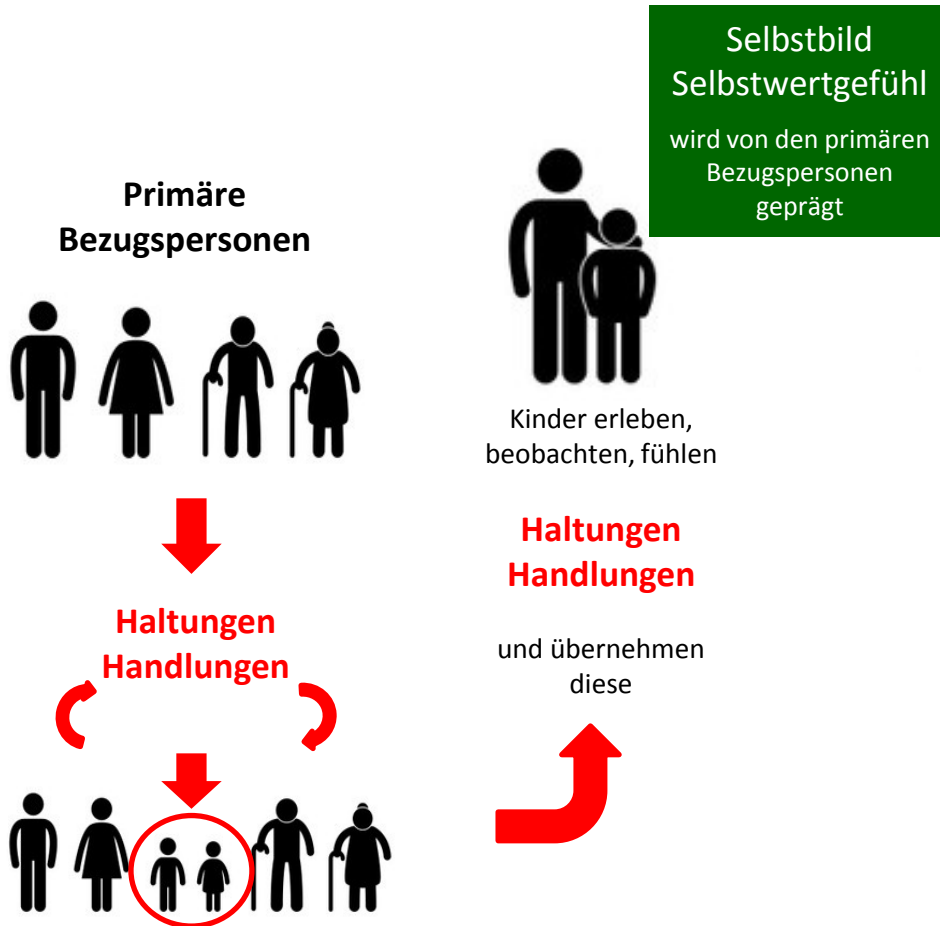 Selbstbild
Selbstwertgefühl
wird von den primären
Bezugspersonen
geprägt
Primäre
Bezugspersonen
Haltungen
Handlungen
Kinder erleben,
beobachten, fühlen
Haltungen
Handlungen
und übernehmen
diese